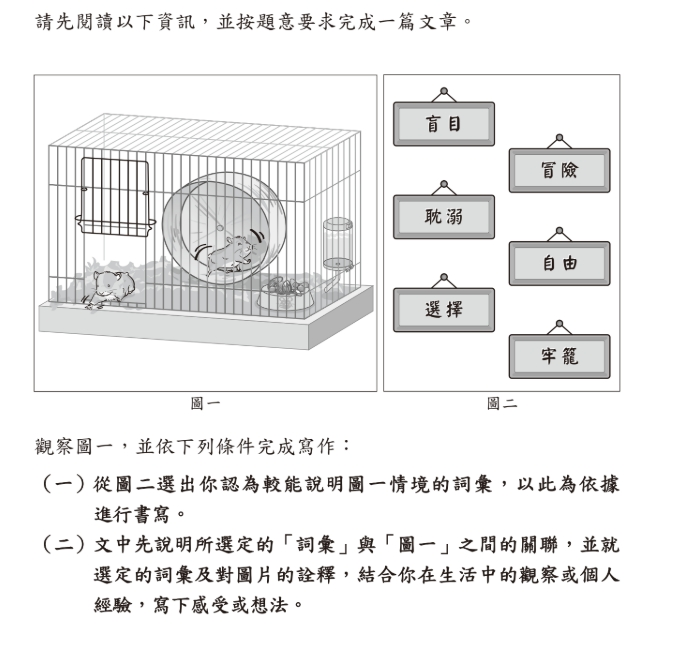 請先閱讀以下資訊，並按題意要求完成一篇文章。
盲目
冒險
耽溺
自由
選擇
牢籠
圖一
圖二
觀察圖一，並依下列條件完成寫作：
（一）從圖二選出你認為較能說明圖一情境的詞彙，以此為依據
進行書寫。
（二）文中先說明所選定的「詞彙」與「圖一」之間的關聯，並就
選定的詞彙及對圖片的詮釋，結合你在生活中的觀察或個人
經驗，寫下感受或想法。